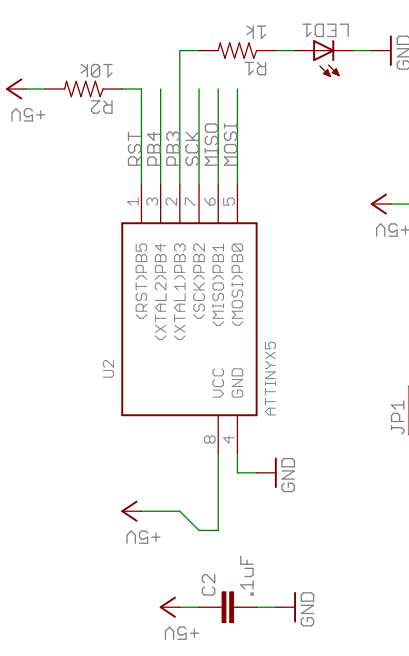 LED1
1k
R1
GND
10k
R2
+5V
RST
PB4
PB3
SCK
MISO
MOSI
1
3
2
7
6
5
+5V
(RST)PB5
(XTAL2)PB4
(XTAL1)PB3
(SCK)PB2
(MISO)PB1
(MOSI)PB0
U2
VCC
GND
ATTINYX5
JP1
8
4
GND
+5V
C2
.1uF
GND
+5V